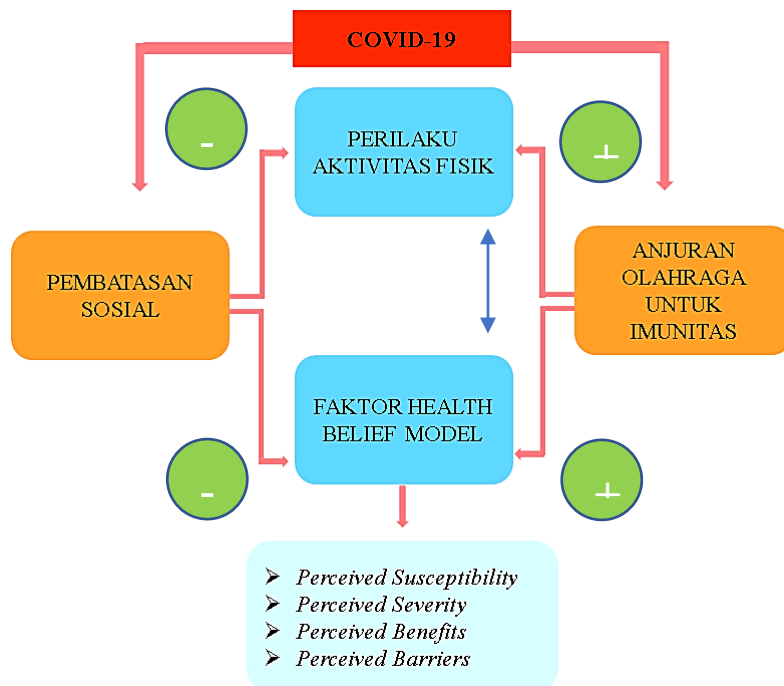 COVID-19
-
PERILAKU
AKTIVITAS FISIK
+
PEMBATASAN
SOSIAL
ANJURAN
OLAHRAGA
UNTUK
IMUNITAS
FAKTOR HEALTH
BELIEF MODEL
-
+
➢ Perceived Susceptibility
➢ Perceived Severity
➢ Perceived Benefits
➢ Perceived Barriers